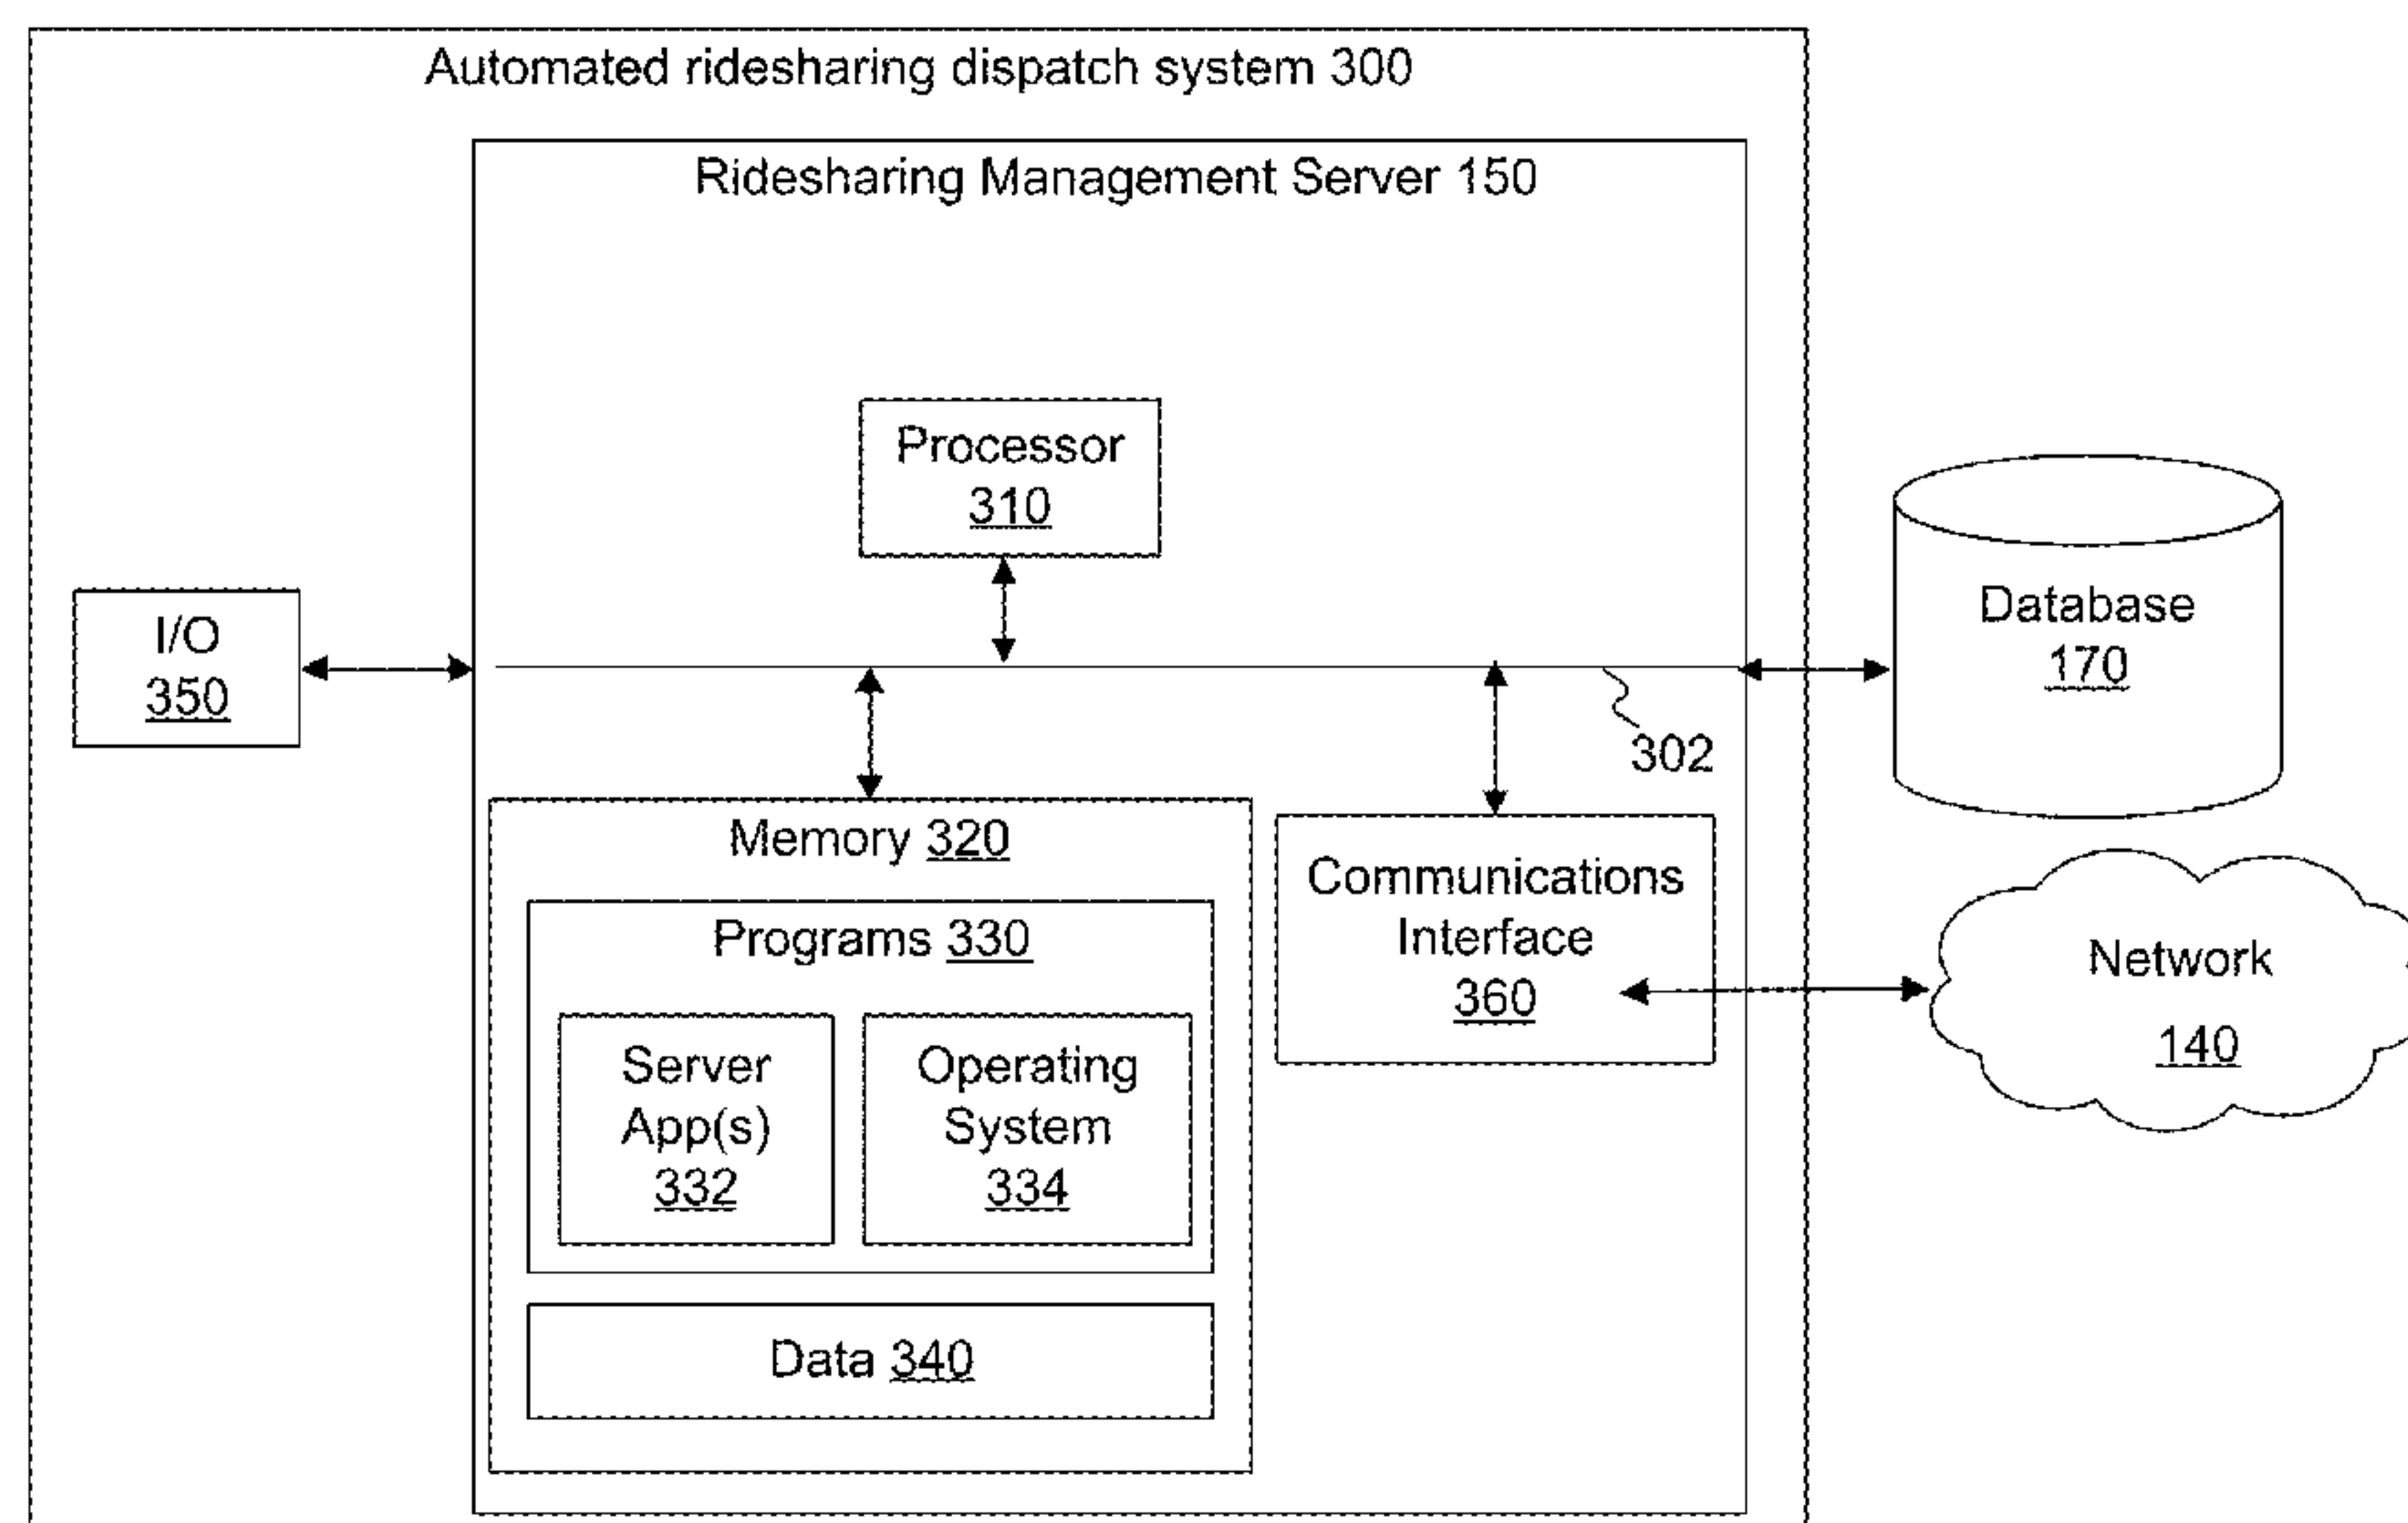 Automated ridesharing dispatch system 300
Ridesharing Management Server 150
Processor
310
I/O
350
Database
170
302
Memory 320
Programs 330
Server
App(s)
332
Operating
System
334
Data 340
Communications
Interface
360
Network
140